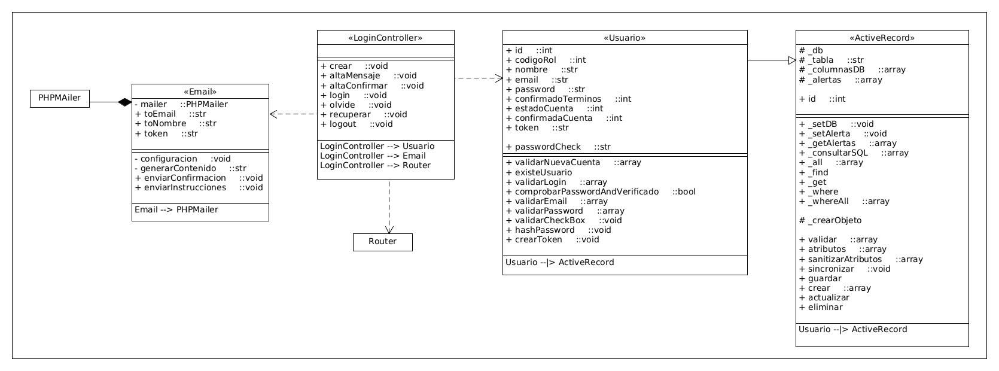 PHPMAiler
«Email»
- mailer ::PHPMailer
+ toEmail ::str
+ toNombre ::str
+ token ::str
- configuracion :void
- generarContenido ::str
+ enviarConfirmacion ::void
+ enviarInstrucciones ::void
Email --> PHPMailer
«LoginController»
+ crear ::void
+ altaMensaje ::void
+ altaConfirmar ::void
+ login ::void
+ olvide ::void
+ recuperar ::void
+ logout ::void
LoginController --> Usuario
LoginController --> Email
LoginController --> Router
Router
«Usuario»
+ id ::int
+ codigoRol ::int
+ nombre ::str
+ email ::str
+ password ::str
+ confirmadoTerminos ::int
+ estadoCuenta ::int
+ confirmadaCuenta ::int
+ token ::str
+ passwordCheck ::str
+ validarNuevaCuenta ::array
+ existeUsuario
+ validarLogin ::array
+ comprobarPasswordAndVerificado ::bool
+ validarEmail ::array
+ validarPassword ::array
+ validarCheckBox ::void
+ hashPassword ::void
+ crearToken ::void
Usuario --|> ActiveRecord
«ActiveRecord»
# _db
# _tabla ::str
# _columnasDB ::array
# _alertas ::array
+ id ::int
+ _setDB ::void
+ _setAlerta ::void
+ _getAlertas ::array
+ _consultarSQL ::array
+ _all ::array
+ _find
+ _get
+ _where
+ _whereAll ::array
# _crearObjeto
+ validar ::array
+ atributos ::array
+ sanitizarAtributos ::array
+ sincronizar ::void
+ guardar
+ crear ::array
+ actualizar
+ eliminar
Usuario --|> ActiveRecord